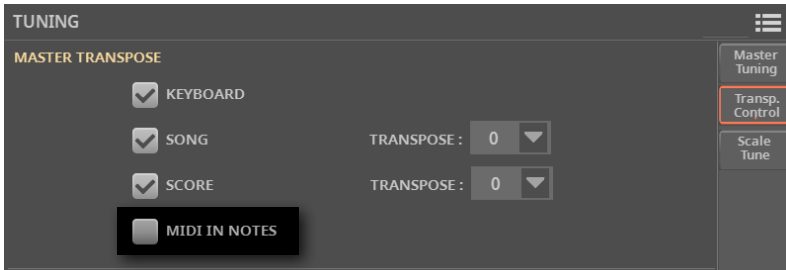 TUNING
MASTER TRANSPOSE
KEYBOARD
SONG TRANSPOSE : 0
SCORE TRANSPOSE : 0
MIDI IN NOTES
Master
Tuning
Transp.
Control
Scale
Tune